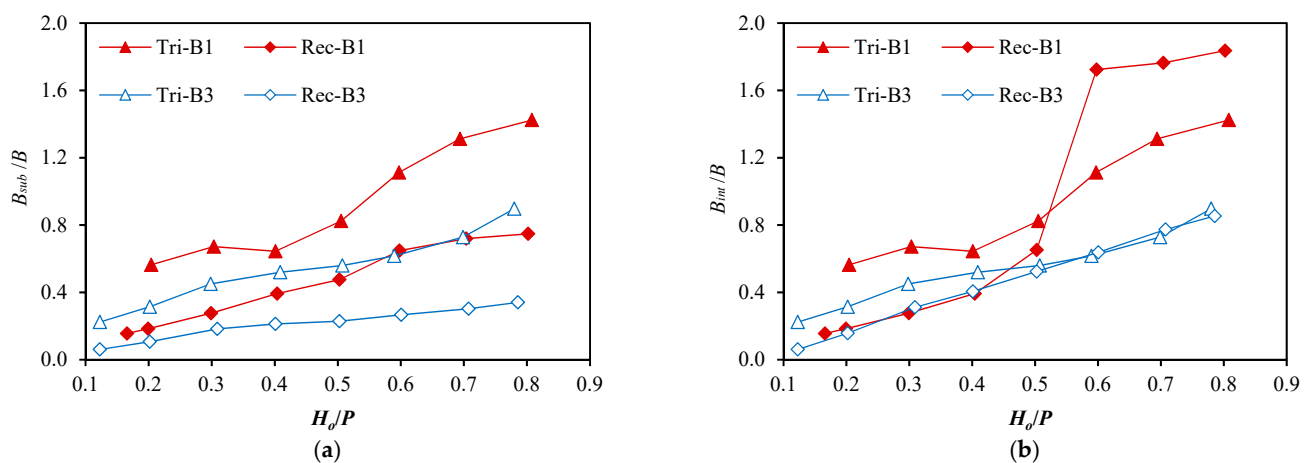 2.0
1.6
1.2
0.8
0.4
0.0
B_sub /B
Tri-B1
Rec-B1
Tri-B3
Rec-B3
0.1 0.2 0.3 0.4 0.5 0.6 0.7 0.8 0.9
H_o/P
(a)
2.0
1.6
1.2
0.8
0.4
0.0
B_int /B
Tri-B1
Rec-B1
Tri-B3
Rec-B3
0.1 0.2 0.3 0.4 0.5 0.6 0.7 0.8 0.9
H_o/P
(b)